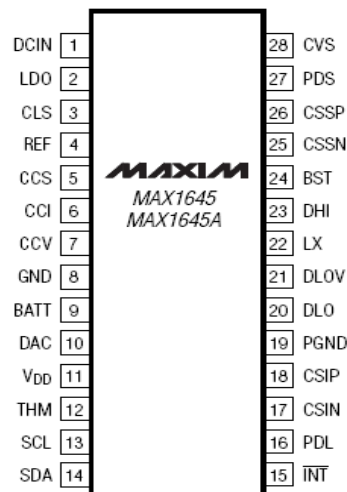 DCIN 1 28 CVS
LDO 2 27 PDS
CLS 3 26 CSSP
REF 4 25 CSSN
CCS 5 MAXIM 24 BST
CCI 6 MAX1645 23 DHI
CCV 7 MAX1645A 22 LX
GND 8 21 DLOV
BATT 9 20 DLO
DAC 10 19 PGND
VDD 11 18 CSIP
THM 12 17 CSIN
SCL 13 16 PDL
SDA 14 15 INT